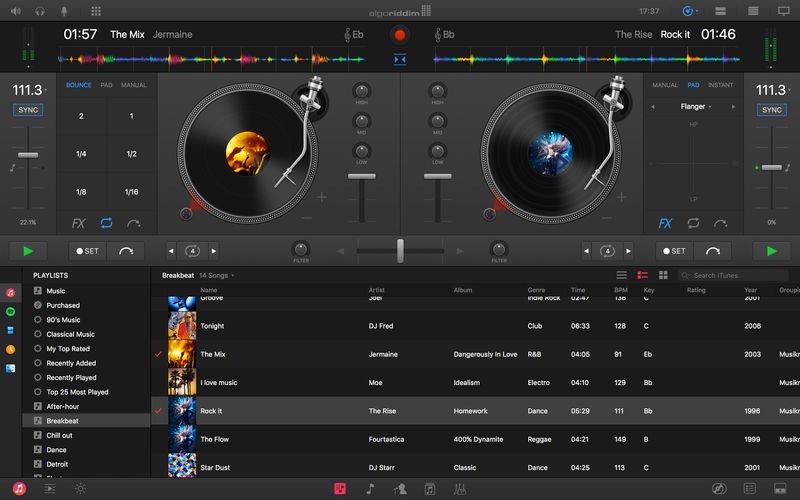 algoriddim
17:37
01:57 The Mix Jermaine Eb
Bb The Rise Rock it 01:46
111.3 BOUNCE PAD MANUAL
SYNC
2 1
1/4 1/2
1/8 1/16
22.1% FX
HIGH
MID
LOW
HIGH
MID
LOW
MANUAL PAD INSTANT 111.3
Flanger SYNC
HP
LP
FX 0%
SET 4 FILTER
FILTER 4 SET
PLAYLISTS
Music
Purchased
90's Music
Classical Music
My Top Rated
Recently Added
Recently Played
Top 25 Most Played
After-hour
Breakbeat
Chill out
Dance
Detroit
Breakbeat 14 Songs Search iTunes
Name Artist Album Genre Time BPM Key Rating Year Groupi
Groove Joel Indie Rock 02:47 138 C 2001
Tonight DJ Fred Club 06:33 128 C 2006
The Mix Jermaine Dangerously In Love R&B 04:05 91 Eb 2003 Musikr
I love music Moe Idealism Electro 04:10 129 Bb
Rock it The Rise Homework Dance 05:29 111 Bb 1996 Musikr
The Flow Fourtastica 400% Dynamite Reggae 04:21 149 B 1999 Musikr
Star Dust DJ Starr Classic Dance 04:25 113 C 2001 Musikr